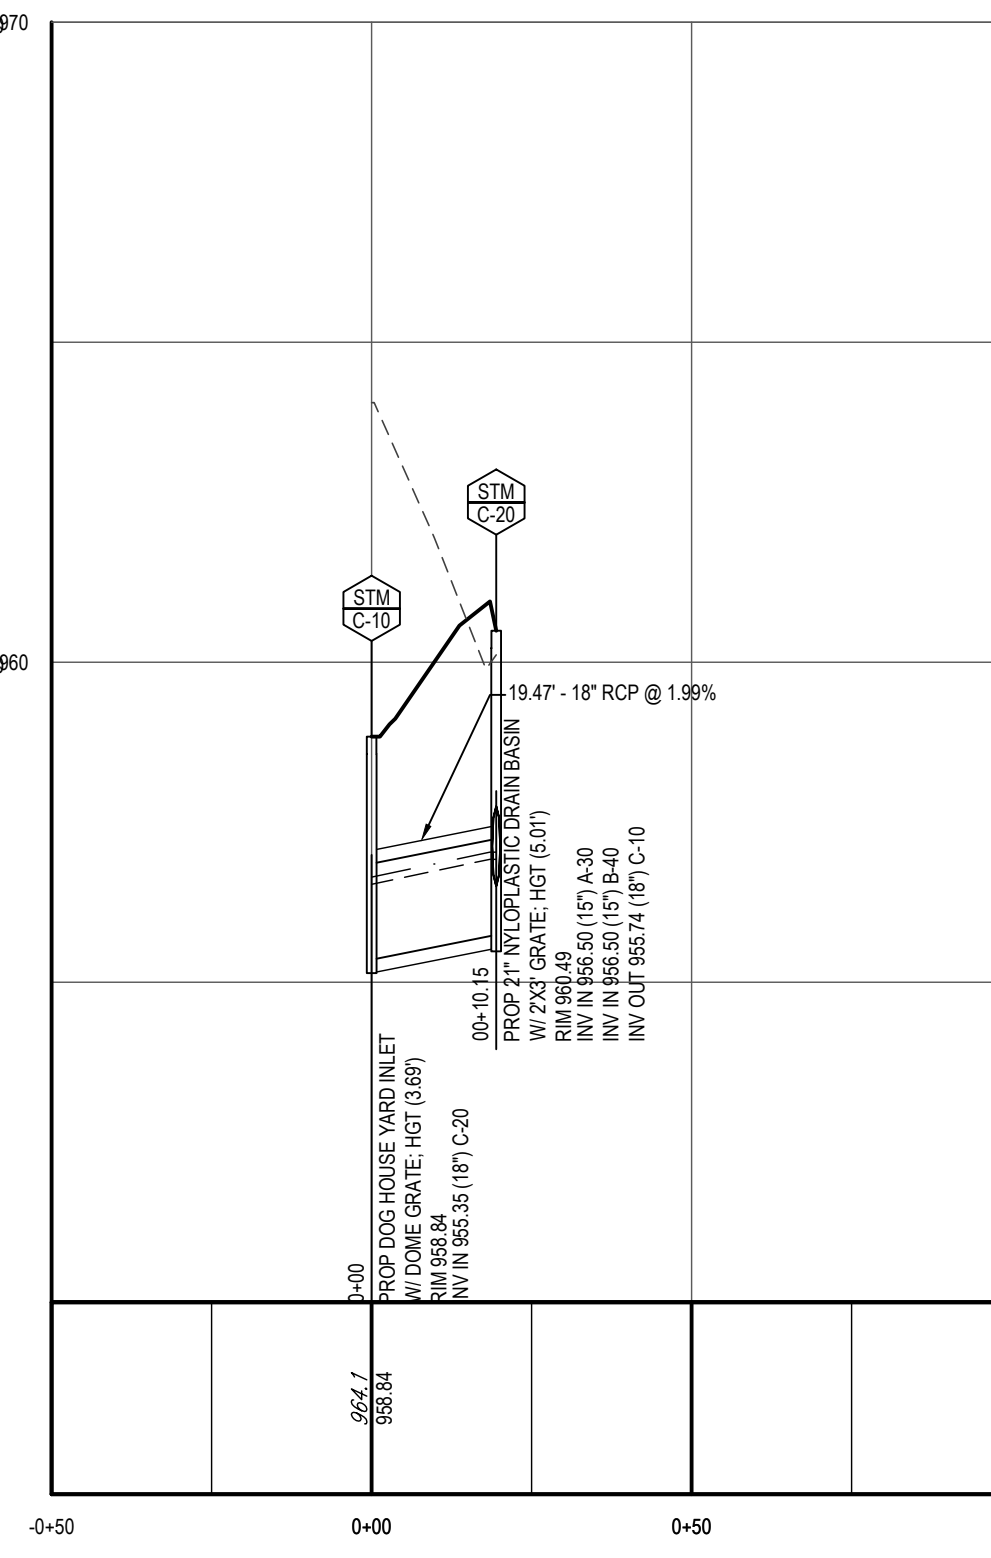 970
STM
C-20
STM
C-10
960
19.47' - 18" RCP @ 1.99%
00+10.15
PROP 21" NYLOPLASTIC DRAIN BASIN
W/ 2'X3' GRATE; HGT (5.01')
RIM 960.49
INV IN 956.50 (15") A-30
INV IN 956.50 (15") B-40
INV OUT 955.74 (18") C-10
0+00
PROP DOG HOUSE YARD INLET
W/ DOME GRATE; HGT (3.69')
RIM 958.84
INV IN 955.35 (18") C-20
964.1
958.84
-0+50
0+00
0+50